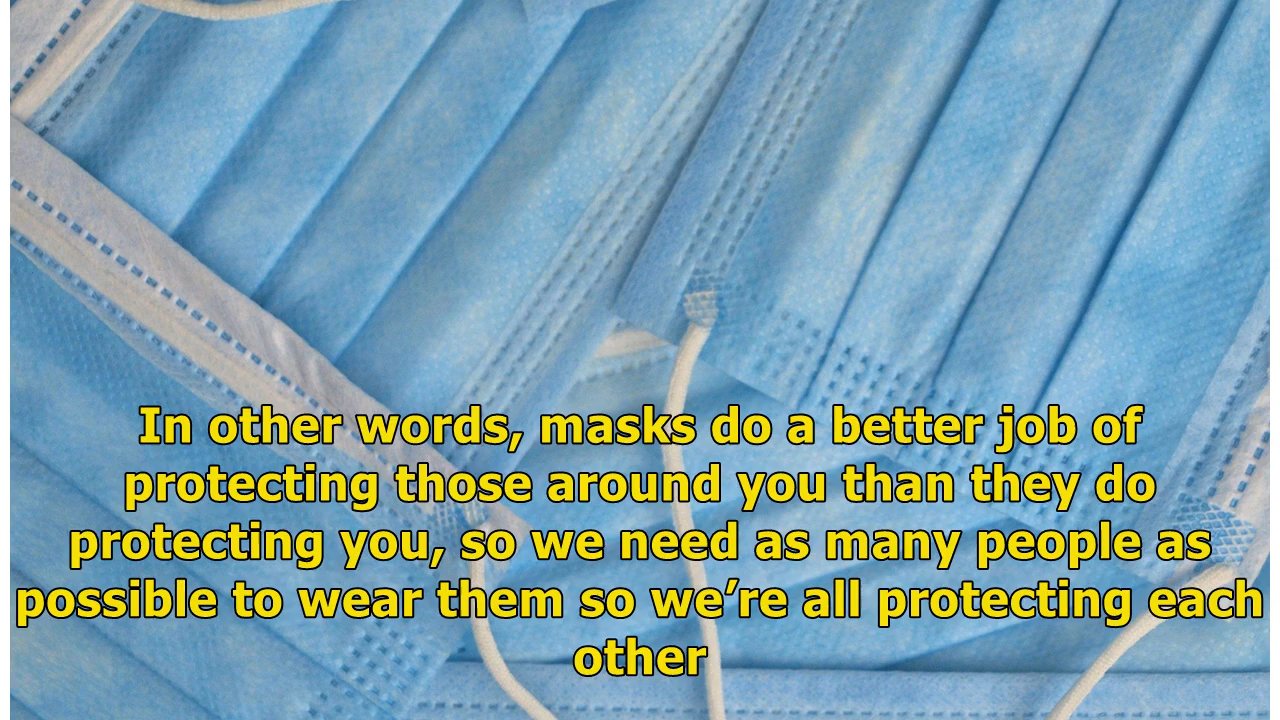 In other words, masks do a better job of
protecting those around you than they do
protecting you, so we need as many people as
possible to wear them so we’re all protecting each
other